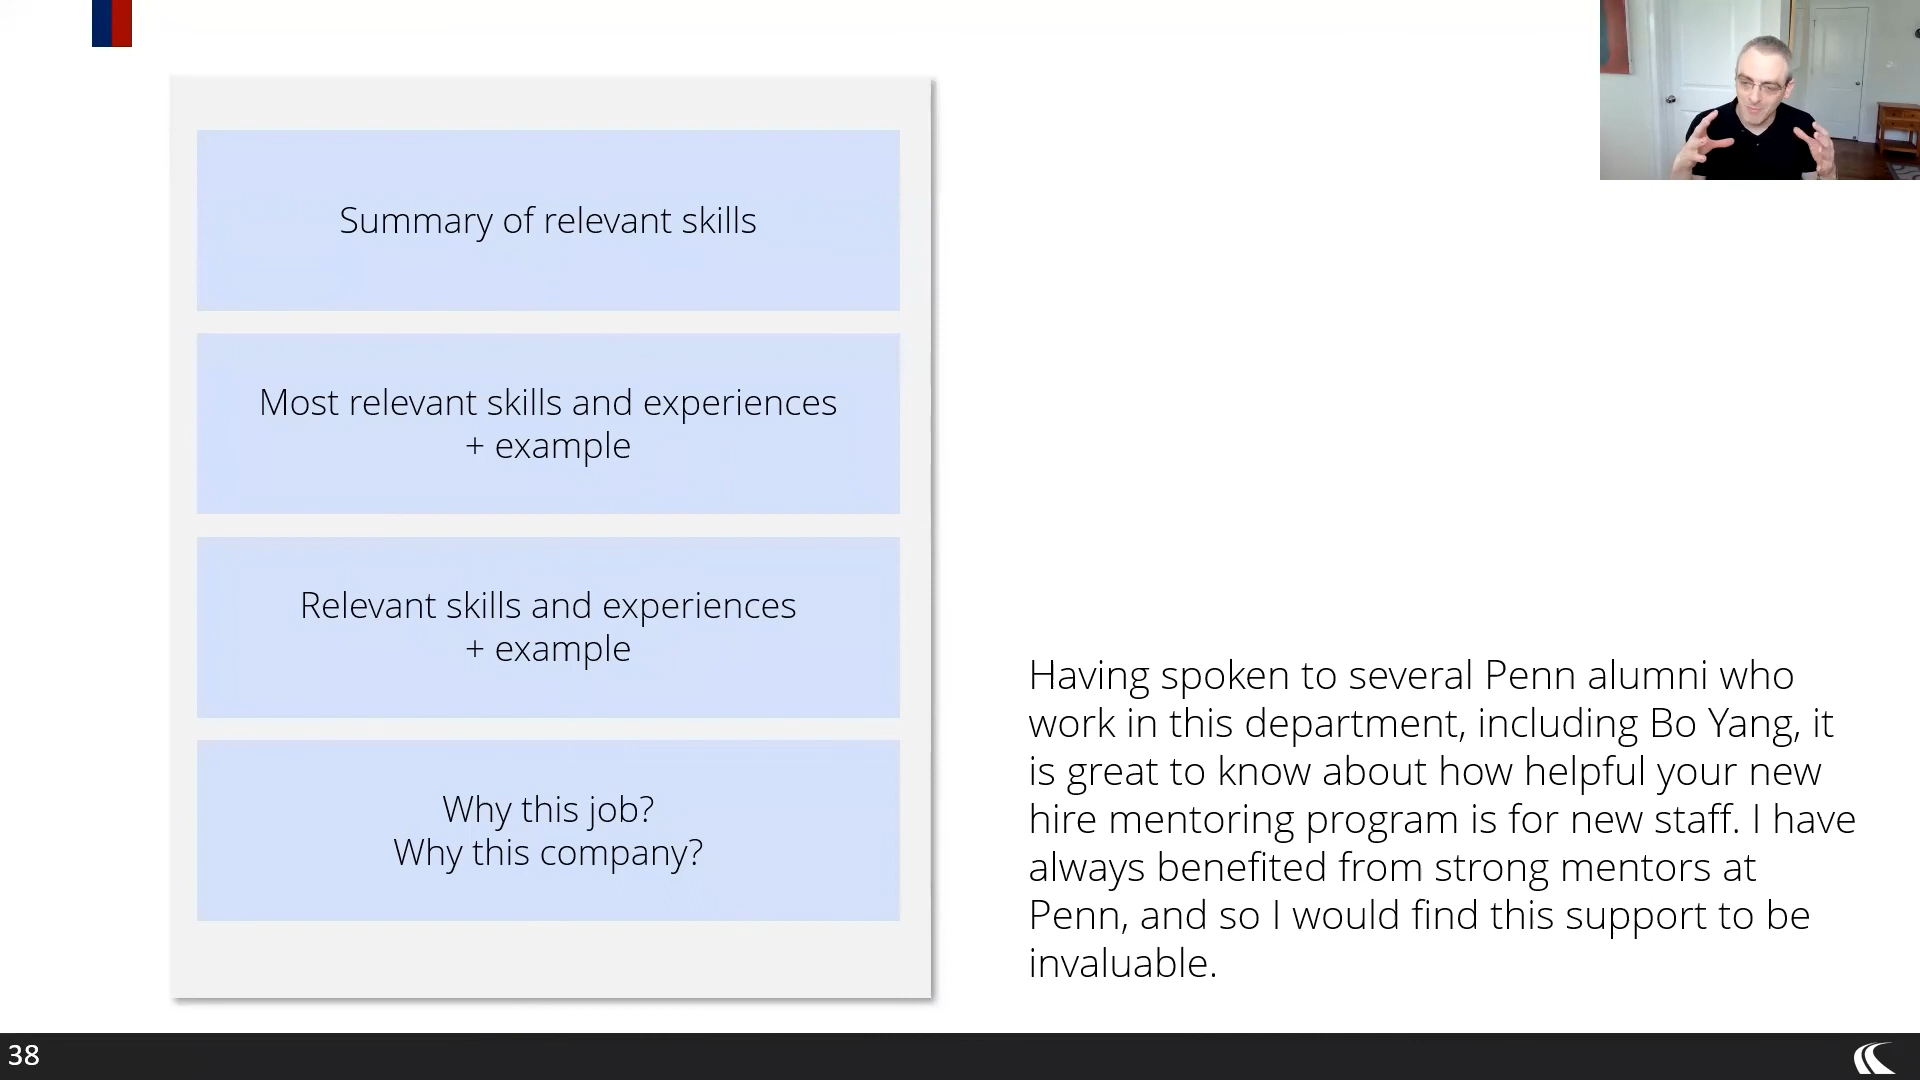 Summary of relevant skills
Most relevant skills and experiences
+ example
Relevant skills and experiences
+ example
Why this job?
Why this company?
Having spoken to several Penn alumni who
work in this department, including Bo Yang, it
is great to know about how helpful your new
hire mentoring program is for new staff. I have
always benefited from strong mentors at
Penn, and so I would find this support to be
invaluable.
38